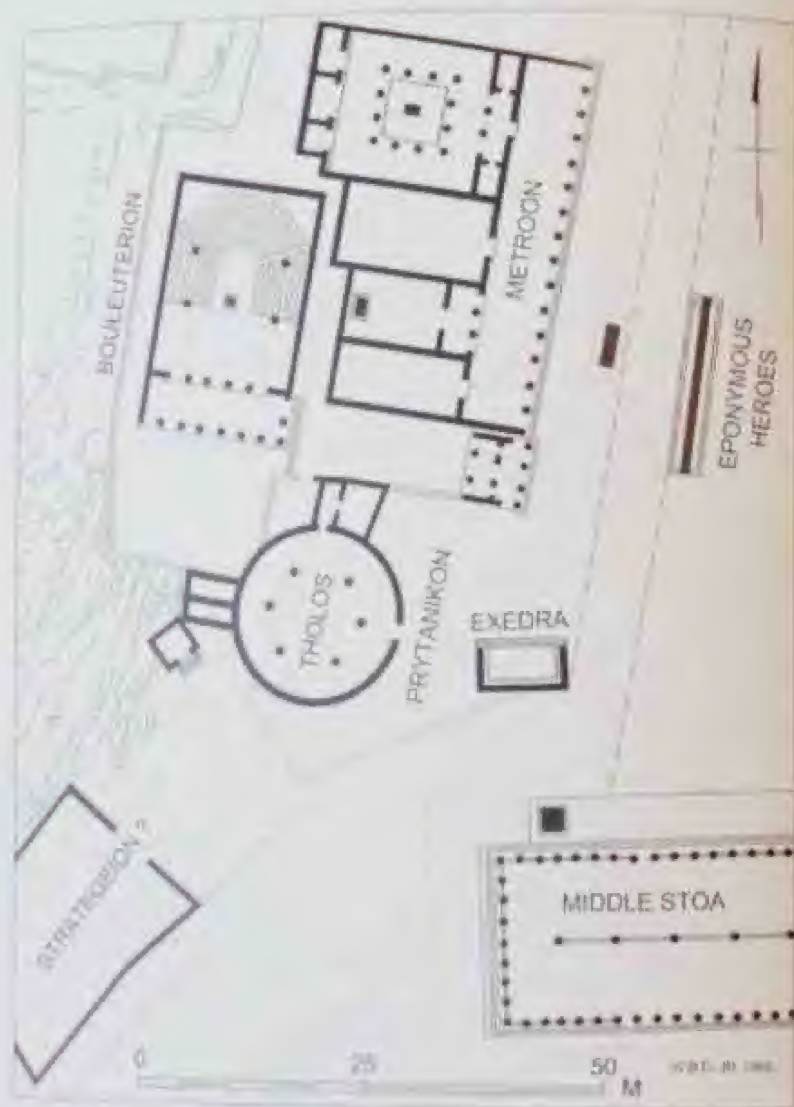 BOULEUTERION
METROON
EPONYMOUS
HEROES
THOLOS
PRYTANIKON
EXEDRA
STRATEGEION ?
MIDDLE STOA
0 25 50
M